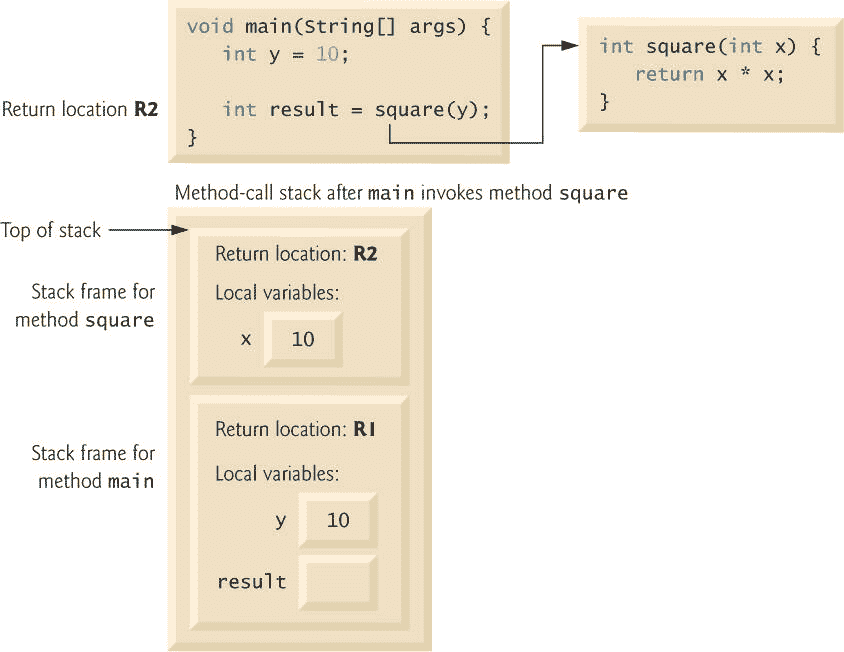 void main(String[] args) {
int y = 10;
Return location R2
int result = square(y);
}
int square(int x) {
return x * x;
}
Method-call stack after main invokes method square
Top of stack
Stack frame for
method square
Return location: R2
Local variables:
x 10
Stack frame for
method main
Return location: R1
Local variables:
y 10
result